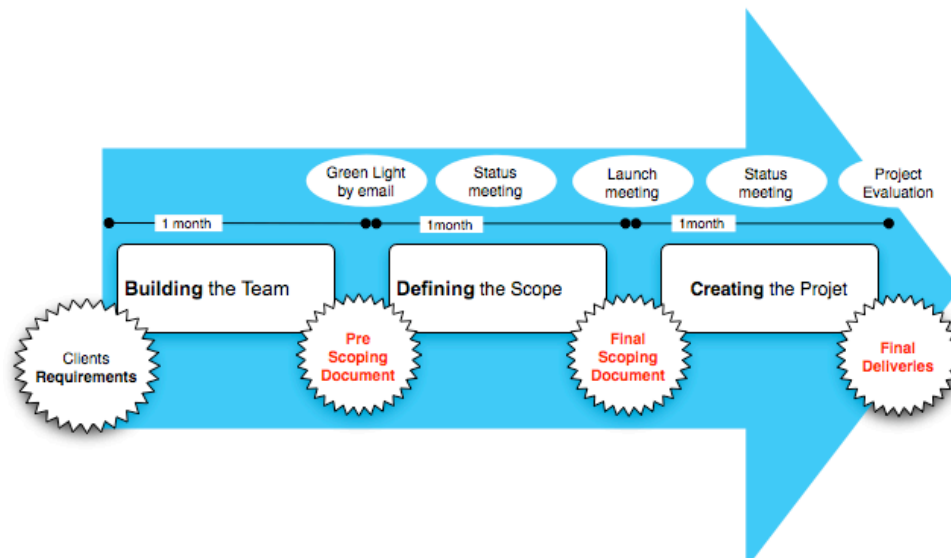 Green Light
by email
Status
meeting
Launch
meeting
Status
meeting
Project
Evaluation
1 month
1month
1month
Building the Team
Defining the Scope
Creating the Projet
Clients
Requirements
Pre
Scoping
Document
Final
Scoping
Document
Final
Deliveries